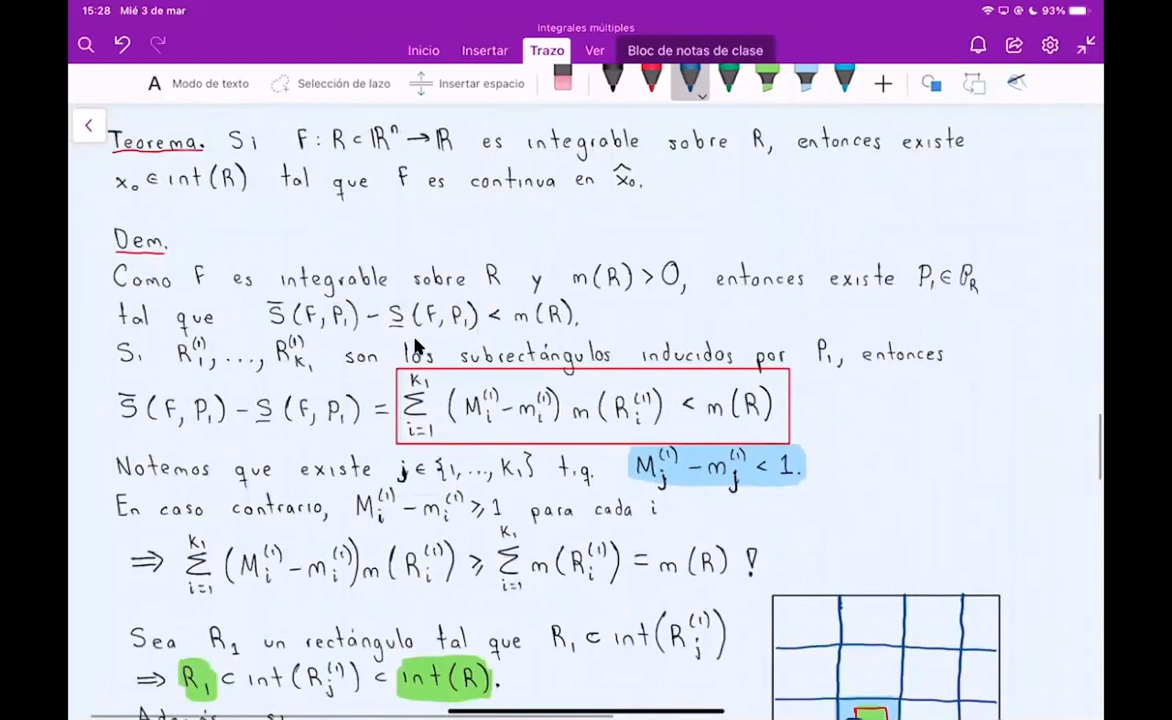 15:28 Mié 3 de mar
93%
Integrales múltiples
Inicio Insertar Trazo Ver Bloc de notas de clase
A Modo de texto Selección de lazo Insertar espacio
Teorema. Si f: R ⊂ ℝⁿ → ℝ es integrable sobre R, entonces existe
x₀ ∈ int(R) tal que f es continua en x̂₀.
Dem.
Como f es integrable sobre R y m(R) > 0, entonces existe P₁ ∈ 𝒫_R
tal que S̅(f, P₁) − S̲(f, P₁) < m(R).
Si R₁⁽¹⁾, ..., R_{k₁}⁽¹⁾ son los subrectángulos inducidos por P₁, entonces
S̅(f, P₁) − S̲(f, P₁) = ∑_{i=1}^{k₁} (M_i⁽¹⁾ − m_i⁽¹⁾) m(R_i⁽¹⁾) < m(R)
Notemos que existe j ∈ {1, ..., k₁} t.q. M_j⁽¹⁾ − m_j⁽¹⁾ < 1.
En caso contrario, M_i⁽¹⁾ − m_i⁽¹⁾ ⩾ 1 para cada i
⇒ ∑_{i=1}^{k₁} (M_i⁽¹⁾ − m_i⁽¹⁾) m(R_i⁽¹⁾) ⩾ ∑_{i=1}^{k₁} m(R_i⁽¹⁾) = m(R) !
Sea R₁ un rectángulo tal que R₁ ⊂ int(R_j⁽¹⁾)
⇒ R₁ ⊂ int(R_j⁽¹⁾) ⊂ int(R).